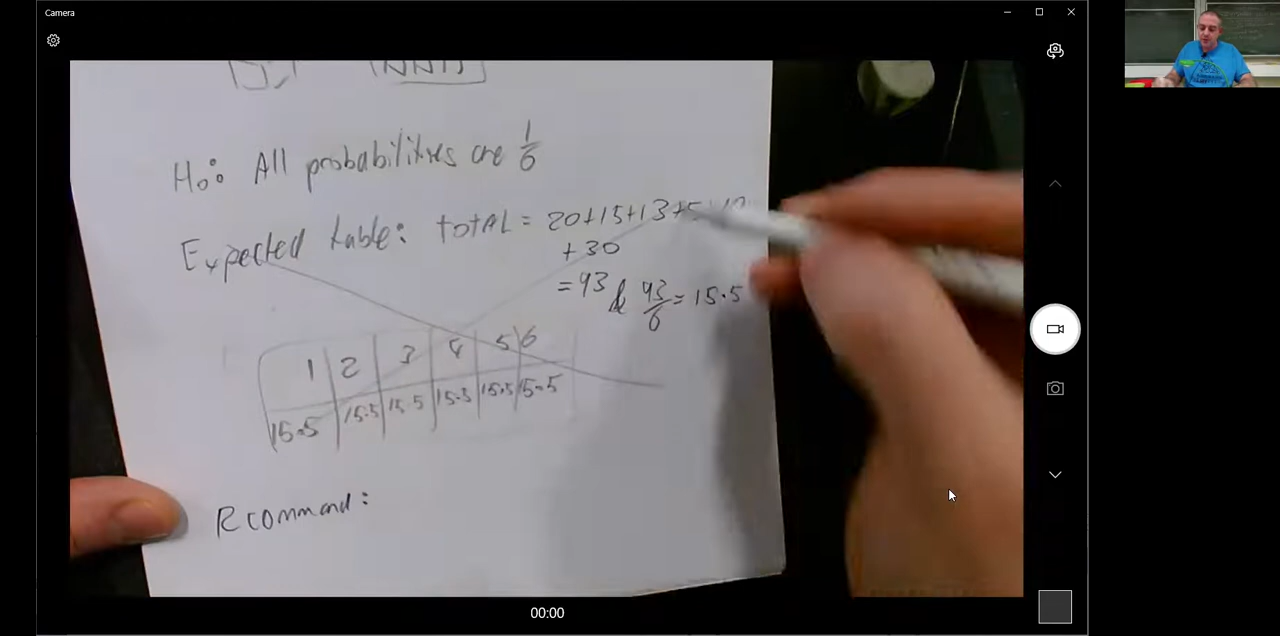 Camera
H₀: All probabilities are 1/6
Expected table: total = 20+15+13+5+
+30
=93 & 93/6 = 15.5
1 2 3 4 5 6
15.5 15.5 15.5 15.5 15.5 15.5
R command:
00:00